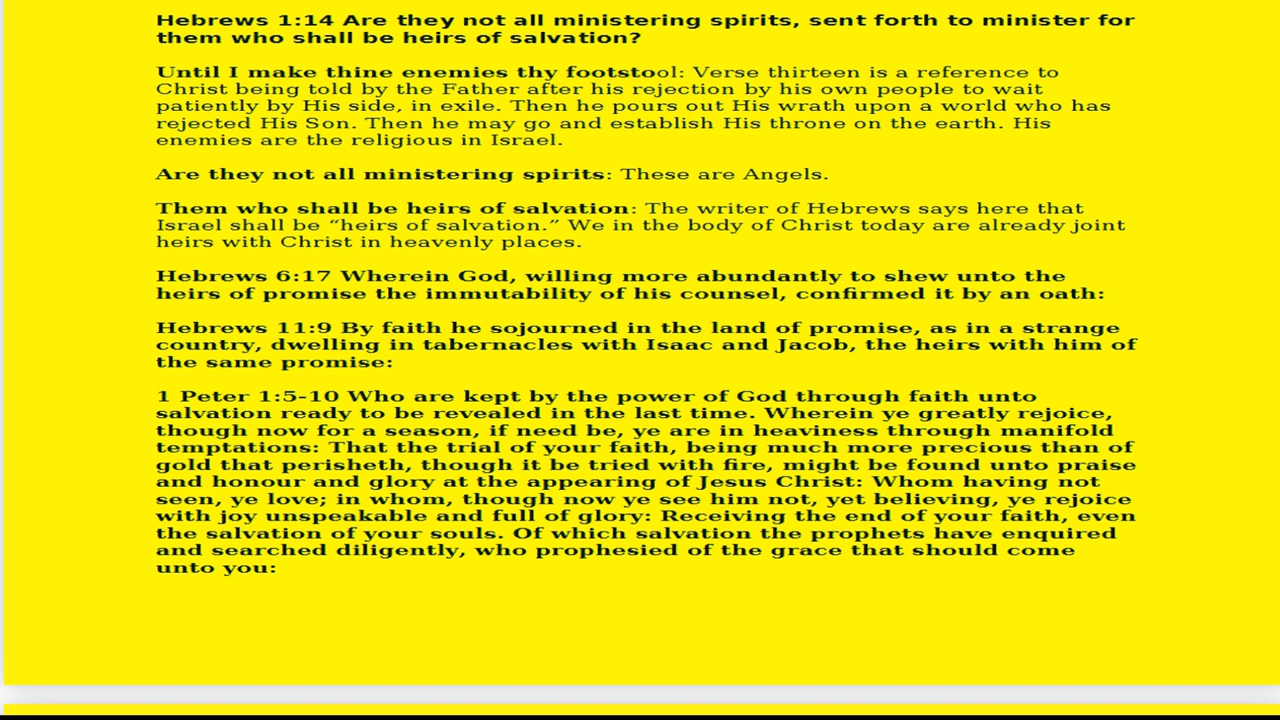 Hebrews 1:14 Are they not all ministering spirits, sent forth to minister for
them who shall be heirs of salvation?
Until I make thine enemies thy footstool: Verse thirteen is a reference to
Christ being told by the Father after his rejection by his own people to wait
patiently by His side, in exile. Then he pours out His wrath upon a world who has
rejected His Son. Then he may go and establish His throne on the earth. His
enemies are the religious in Israel.
Are they not all ministering spirits: These are Angels.
Them who shall be heirs of salvation: The writer of Hebrews says here that
Israel shall be “heirs of salvation.” We in the body of Christ today are already joint
heirs with Christ in heavenly places.
Hebrews 6:17 Wherein God, willing more abundantly to shew unto the
heirs of promise the immutability of his counsel, confirmed it by an oath:
Hebrews 11:9 By faith he sojourned in the land of promise, as in a strange
country, dwelling in tabernacles with Isaac and Jacob, the heirs with him of
the same promise:
1 Peter 1:5-10 Who are kept by the power of God through faith unto
salvation ready to be revealed in the last time. Wherein ye greatly rejoice,
though now for a season, if need be, ye are in heaviness through manifold
temptations: That the trial of your faith, being much more precious than of
gold that perisheth, though it be tried with fire, might be found unto praise
and honour and glory at the appearing of Jesus Christ: Whom having not
seen, ye love; in whom, though now ye see him not, yet believing, ye rejoice
with joy unspeakable and full of glory: Receiving the end of your faith, even
the salvation of your souls. Of which salvation the prophets have enquired
and searched diligently, who prophesied of the grace that should come
unto you: